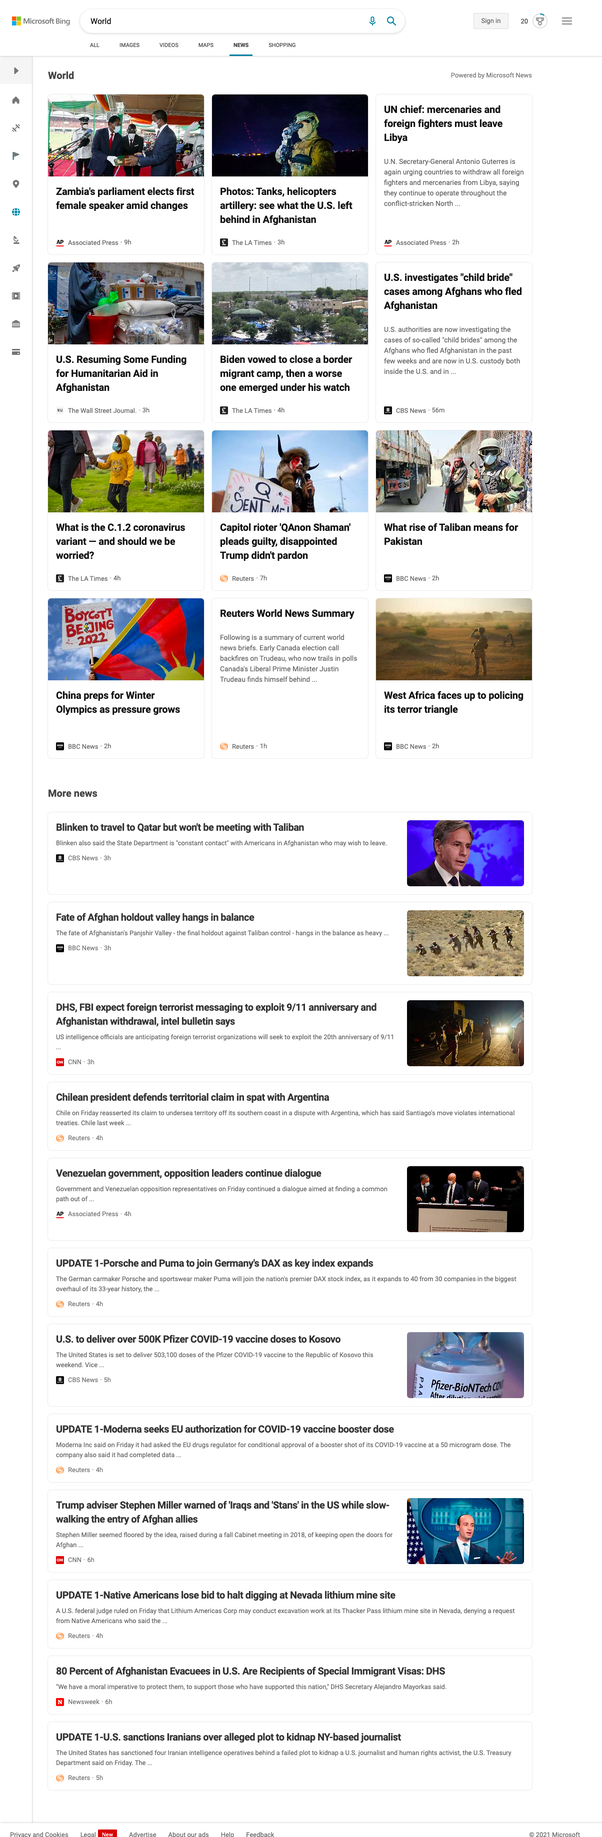 Microsoft Bing
World
Sign in
20
ALL IMAGES VIDEOS MAPS NEWS SHOPPING
World
Powered by Microsoft News
Zambia's parliament elects first
female speaker amid changes
AP Associated Press · 9h
Photos: Tanks, helicopters
artillery: see what the U.S. left
behind in Afghanistan
The LA Times · 3h
UN chief: mercenaries and
foreign fighters must leave
Libya
U.N. Secretary-General Antonio Guterres is
again urging countries to withdraw all foreign
fighters and mercenaries from Libya, saying
they continue to operate throughout the
conflict-stricken North ...
AP Associated Press · 2h
U.S. Resuming Some Funding
for Humanitarian Aid in
Afghanistan
WSJ The Wall Street Journal. · 3h
Biden vowed to close a border
migrant camp, then a worse
one emerged under his watch
The LA Times · 4h
U.S. investigates "child bride"
cases among Afghans who fled
Afghanistan
U.S. authorities are now investigating the
cases of so-called "child brides" among the
Afghans who fled Afghanistan in the past
few weeks and are now in U.S. custody both
inside the U.S. and in ...
CBS News · 56m
What is the C.1.2 coronavirus
variant — and should we be
worried?
The LA Times · 4h
Q
SENT ME!
Capitol rioter 'QAnon Shaman'
pleads guilty, disappointed
Trump didn't pardon
Reuters · 7h
What rise of Taliban means for
Pakistan
BBC News · 2h
BOYCOTT
BEIJING
2022
China preps for Winter
Olympics as pressure grows
BBC News · 2h
Reuters World News Summary
Following is a summary of current world
news briefs. Early Canada election call
backfires on Trudeau, who now trails in polls
Canada's Liberal Prime Minister Justin
Trudeau finds himself behind ...
Reuters · 1h
West Africa faces up to policing
its terror triangle
BBC News · 2h
More news
Blinken to travel to Qatar but won't be meeting with Taliban
Blinken also said the State Department is "constant contact" with Americans in Afghanistan who may wish to leave.
CBS News · 3h
Fate of Afghan holdout valley hangs in balance
The fate of Afghanistan's Panjshir Valley - the final holdout against Taliban control - hangs in the balance as heavy ...
BBC News · 3h
DHS, FBI expect foreign terrorist messaging to exploit 9/11 anniversary and
Afghanistan withdrawal, intel bulletin says
US intelligence officials are anticipating foreign terrorist organizations will seek to exploit the 20th anniversary of 9/11
...
CNN CNN · 3h
Chilean president defends territorial claim in spat with Argentina
Chile on Friday reasserted its claim to undersea territory off its southern coast in a dispute with Argentina, which has said Santiago's move violates international
treaties. Chile last week ...
Reuters · 4h
Venezuelan government, opposition leaders continue dialogue
Government and Venezuelan opposition representatives on Friday continued a dialogue aimed at finding a common
path out of ...
AP Associated Press · 4h
UPDATE 1-Porsche and Puma to join Germany's DAX as key index expands
The German carmaker Porsche and sportswear maker Puma will join the nation's premier DAX stock index, as it expands to 40 from 30 companies in the biggest
overhaul of its 33-year history, the ...
Reuters · 4h
U.S. to deliver over 500K Pfizer COVID-19 vaccine doses to Kosovo
The United States is set to deliver 503,100 doses of the Pfizer COVID-19 vaccine to the Republic of Kosovo this
weekend. Vice ...
CBS News · 5h
Pfizer-BioNTech COV
After dilution
UPDATE 1-Moderna seeks EU authorization for COVID-19 vaccine booster dose
Moderna Inc said on Friday it had asked the EU drugs regulator for conditional approval of a booster shot of its COVID-19 vaccine at a 50 microgram dose. The
company also said it had completed data ...
Reuters · 4h
Trump adviser Stephen Miller warned of 'Iraqs and 'Stans' in the US while slow-
walking the entry of Afghan allies
Stephen Miller seemed floored by the idea, raised during a fall Cabinet meeting in 2018, of keeping open the doors for
Afghan ...
CNN CNN · 6h
UPDATE 1-Native Americans lose bid to halt digging at Nevada lithium mine site
A U.S. federal judge ruled on Friday that Lithium Americas Corp may conduct excavation work at its Thacker Pass lithium mine site in Nevada, denying a request
from Native Americans who said the ...
Reuters · 4h
80 Percent of Afghanistan Evacuees in U.S. Are Recipients of Special Immigrant Visas: DHS
"We have a moral imperative to protect them, to support those who have supported this nation," DHS Secretary Alejandro Mayorkas said.
N Newsweek · 6h
UPDATE 1-U.S. sanctions Iranians over alleged plot to kidnap NY-based journalist
The United States has sanctioned four Iranian intelligence operatives behind a failed plot to kidnap a U.S. journalist and human rights activist, the U.S. Treasury
Department said on Friday. The ...
Reuters · 5h
Privacy and Cookies Legal New Advertise About our ads Help Feedback
© 2021 Microsoft